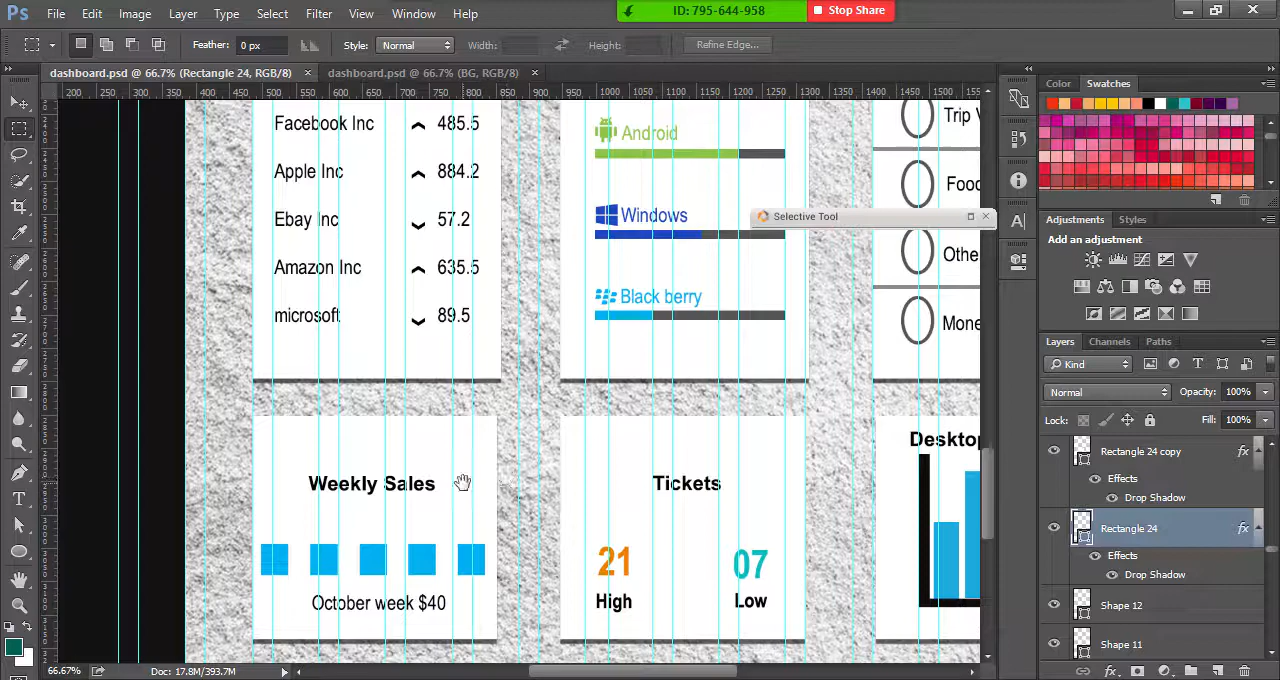 Ps File Edit Image Layer Type Select Filter View Window Help
ID: 795-644-958 Stop Share
Feather: 0 px Style: Normal Width: Height: Refine Edge...
dashboard.psd @ 66.7% (Rectangle 24, RGB/8) × dashboard.psd @ 66.7% (BG, RGB/8) ×
200 250 300 350 400 450 500 550 600 650 700 750 800 850 900 950 1000 1050 1100 1150 1200 1250 1300 1350 1400 1450 1500
Color Swatches
Facebook Inc 485.5
Apple Inc 884.2
Ebay Inc 57.2
Amazon Inc 635.5
microsoft 89.5
Android
Windows
Black berry
Trip
Food
Othe
Mone
Selective Tool
Weekly Sales
October week $40
Tickets
21 07
High Low
Deskto
Adjustments Styles
Add an adjustment
Layers Channels Paths
Kind
Normal Opacity: 100%
Lock: Fill: 100%
Rectangle 24 copy fx
Effects
Drop Shadow
Rectangle 24 fx
Effects
Drop Shadow
Shape 12
Shape 11
66.67% Doc: 17.8M/393.7M